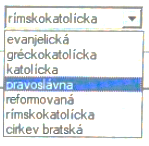 rímskokatolícka
evanjelická
gréckokatolícka
katolícka
pravoslávna
reformovaná
rímskokatolícka
cirkev bratská